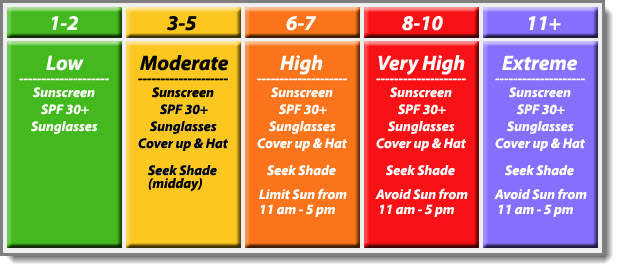 1-2
Low
Sunscreen
SPF 30+
Sunglasses
3-5
Moderate
Sunscreen
SPF 30+
Sunglasses
Cover up & Hat
Seek Shade
(midday)
6-7
High
Sunscreen
SPF 30+
Sunglasses
Cover up & Hat
Seek Shade
Limit Sun from
11 am - 5 pm
8-10
Very High
Sunscreen
SPF 30+
Sunglasses
Cover up & Hat
Seek Shade
Avoid Sun from
11 am - 5 pm
11+
Extreme
Sunscreen
SPF 30+
Sunglasses
Cover up & Hat
Seek Shade
Avoid Sun from
11 am - 5 pm